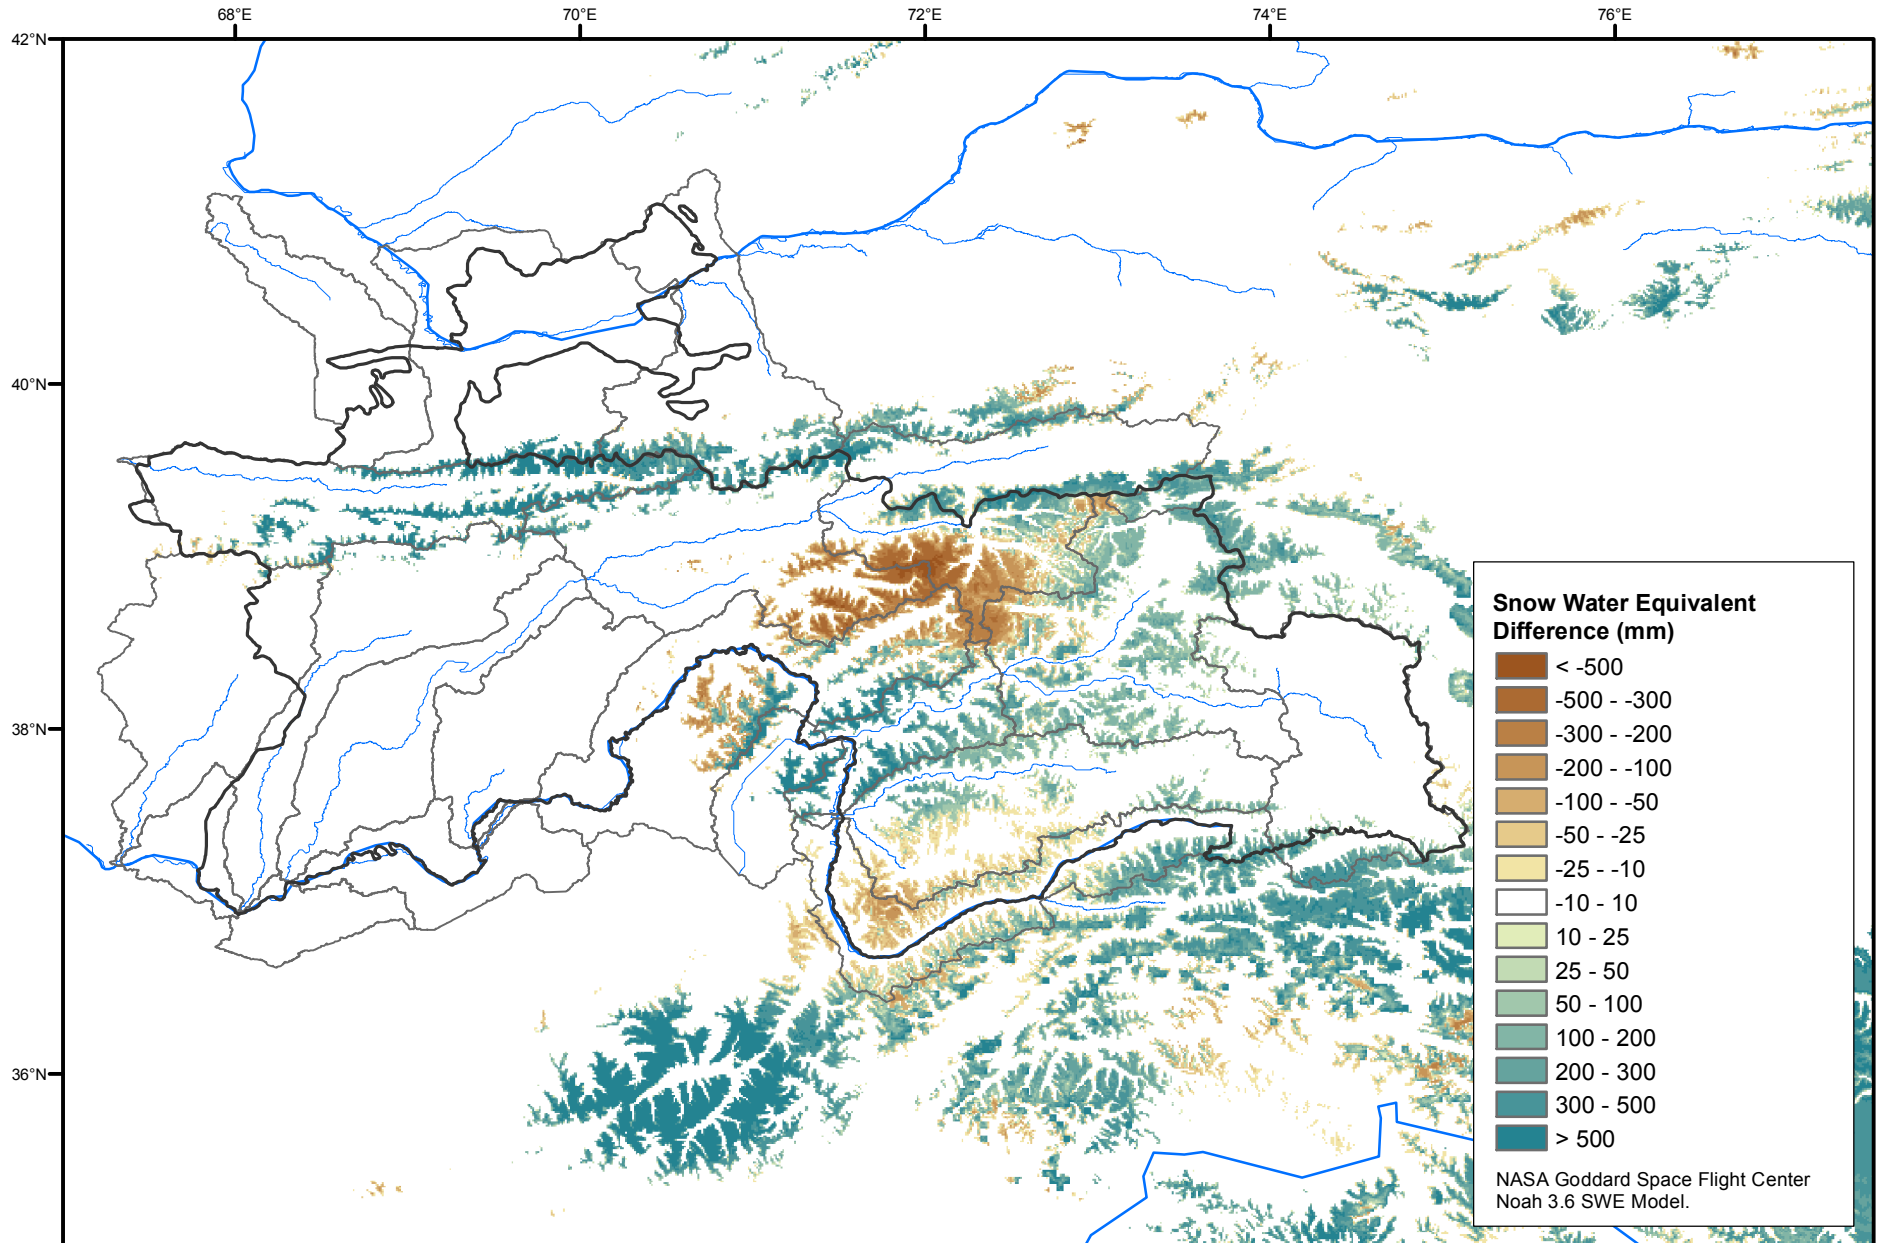 68°E
70°E
72°E
74°E
76°E
42°N
40°N
38°N
36°N
Snow Water Equivalent
Difference (mm)
< -500
-500 - -300
-300 - -200
-200 - -100
-100 - -50
-50 - -25
-25 - -10
-10 - 10
10 - 25
25 - 50
50 - 100
100 - 200
200 - 300
300 - 500
> 500
NASA Goddard Space Flight Center
Noah 3.6 SWE Model.